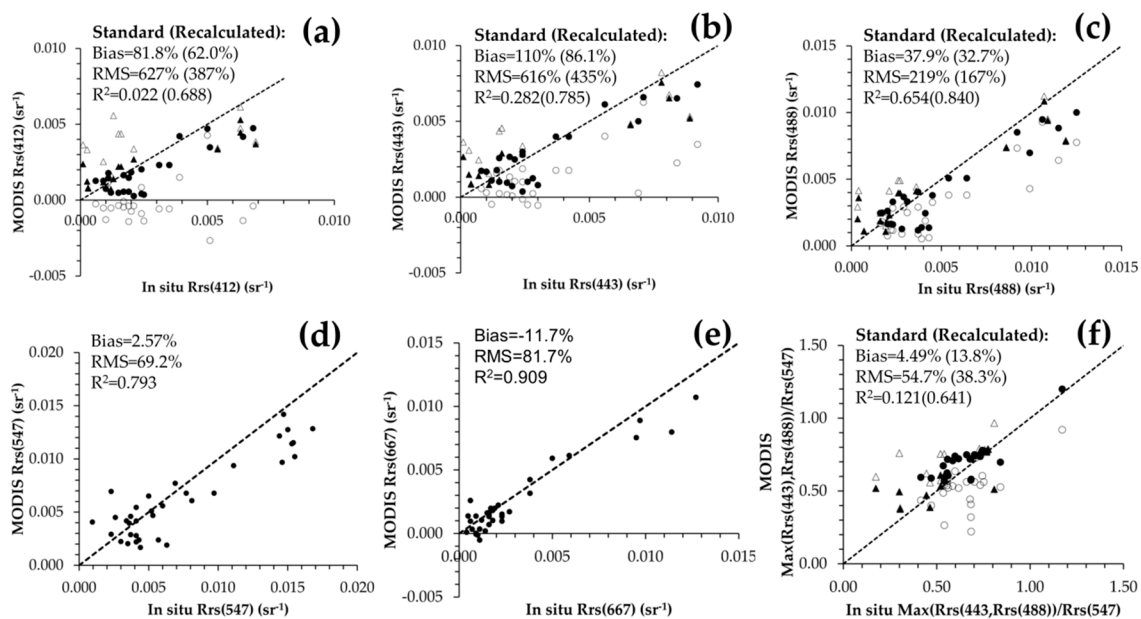 (a)
Standard (Recalculated):
Bias=81.8% (62.0%)
RMS=627% (387%)
R²=0.022 (0.688)
0.010
0.005
0.000
-0.005
0.000
0.005
0.010
MODIS Rrs(412) (sr⁻¹)
In situ Rrs(412) (sr⁻¹)
(b)
Standard (Recalculated):
Bias=110% (86.1%)
RMS=616% (435%)
R²=0.282(0.785)
0.010
0.005
0.000
-0.005
0.000
0.005
0.010
MODIS Rrs(443) (sr⁻¹)
In situ Rrs(443) (sr⁻¹)
(c)
Standard (Recalculated):
Bias=37.9% (32.7%)
RMS=219% (167%)
R²=0.654(0.840)
0.015
0.010
0.005
0.000
0.000
0.005
0.010
0.015
MODIS Rrs(488) (sr⁻¹)
In situ Rrs(488) (sr⁻¹)
(d)
Bias=2.57%
RMS=69.2%
R²=0.793
0.020
0.015
0.010
0.005
0.000
0.000
0.005
0.010
0.015
0.020
MODIS Rrs(547) (sr⁻¹)
In situ Rrs(547) (sr⁻¹)
(e)
Bias=-11.7%
RMS=81.7%
R²=0.909
0.015
0.010
0.005
0.000
-0.005
0.000
0.005
0.010
0.015
MODIS Rrs(667) (sr⁻¹)
In situ Rrs(667) (sr⁻¹)
(f)
Standard (Recalculated):
Bias=4.49% (13.8%)
RMS=54.7% (38.3%)
R²=0.121(0.641)
1.50
1.00
0.50
0.00
0.00
0.50
1.00
1.50
MODIS
Max(Rrs(443),Rrs(488))/Rrs(547)
In situ Max(Rrs(443,Rrs(488))/Rrs(547)